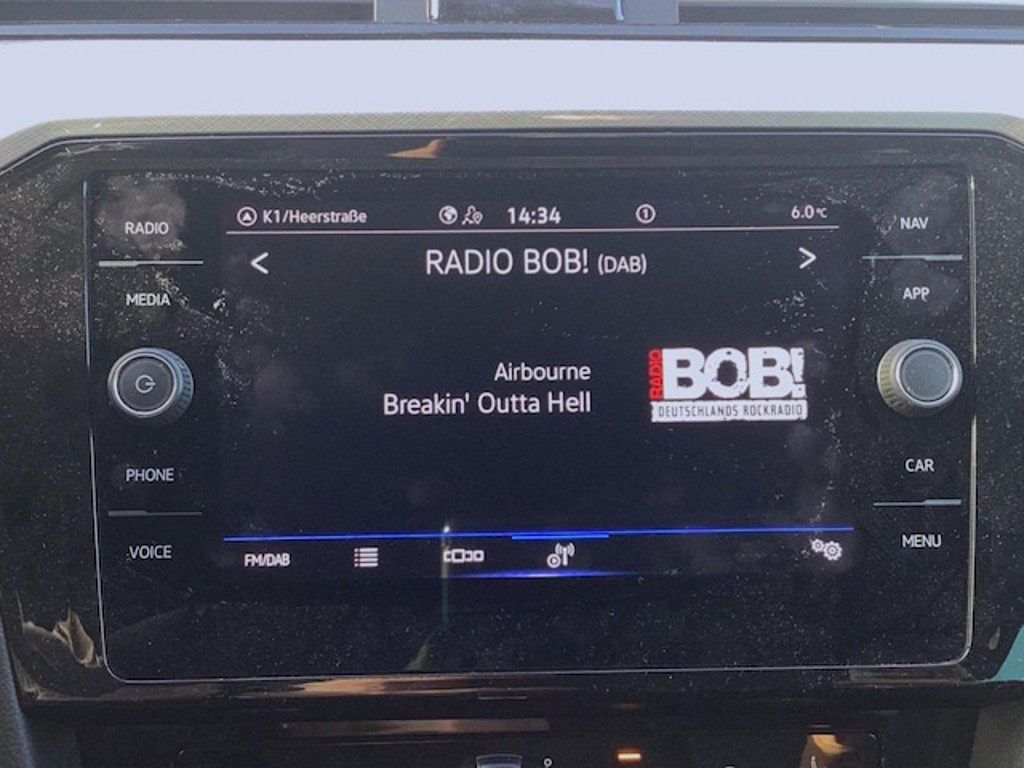 K1/Heerstraße 14:34 1 6.0°C
RADIO
NAV
< RADIO BOB! (DAB) >
MEDIA
APP
Airbourne
Breakin' Outta Hell
RADIO BOB!
DEUTSCHLANDS ROCKRADIO
PHONE
CAR
VOICE
MENU
FM/DAB